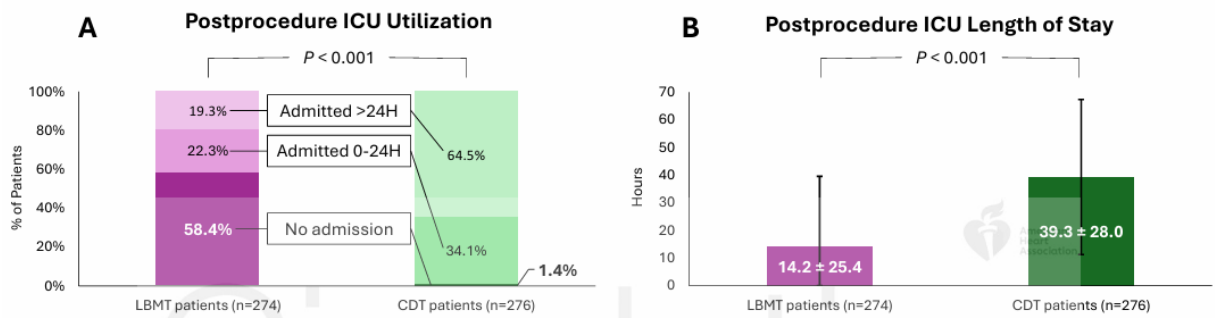 A
Postprocedure ICU Utilization
P < 0.001
100%
80%
60%
40%
20%
0%
% of Patients
19.3%
Admitted >24H
22.3%
Admitted 0-24H
64.5%
58.4%
No admission
34.1%
1.4%
LBMT patients (n=274)
CDT patients (n=276)
B
Postprocedure ICU Length of Stay
P < 0.001
70
60
50
40
30
20
10
0
Hours
14.2 ± 25.4
39.3 ± 28.0
Heart
Association
LBMT patients (n=274)
CDT patients (n=276)